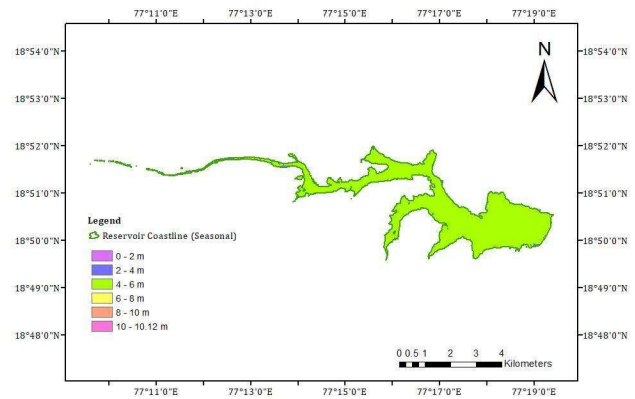 77°11'0"E 77°13'0"E 77°15'0"E 77°17'0"E 77°19'0"E
18°54'0"N 18°54'0"N
N
18°53'0"N 18°53'0"N
18°52'0"N 18°52'0"N
18°51'0"N 18°51'0"N
Legend
Reservoir Coastline (Seasonal)
18°50'0"N 18°50'0"N
0 - 2 m
2 - 4 m
4 - 6 m
18°49'0"N 18°49'0"N
6 - 8 m
8 - 10 m
10 - 10.12 m
18°48'0"N 18°48'0"N
0 0.5 1 2 3 4
Kilometers
77°11'0"E 77°13'0"E 77°15'0"E 77°17'0"E 77°19'0"E